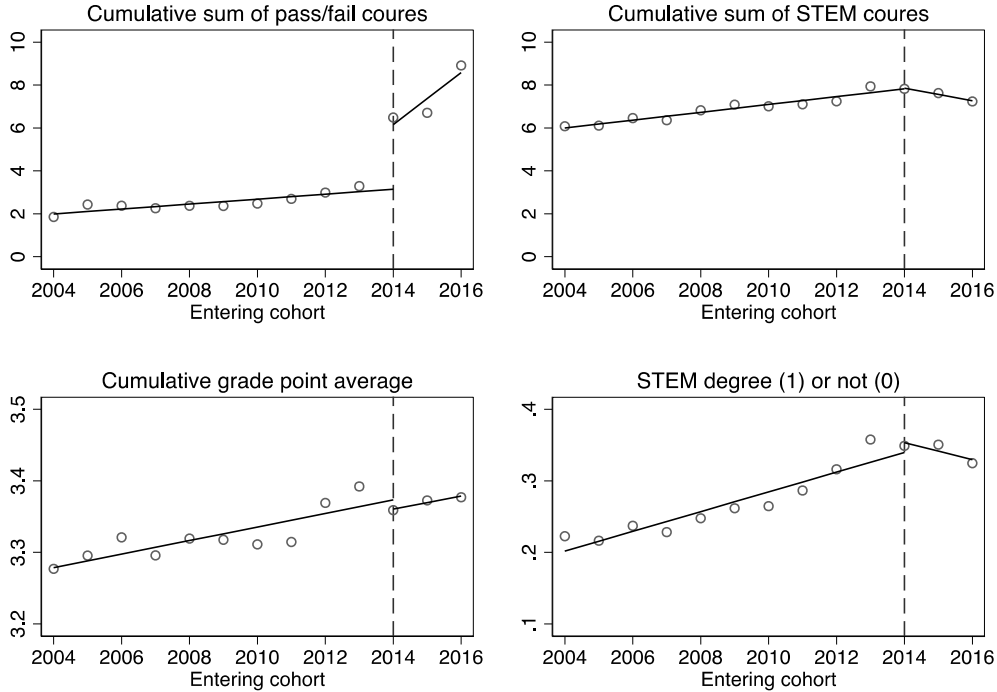 Cumulative sum of pass/fail coures
10
8
6
4
2
0
2004 2006 2008 2010 2012 2014 2016
Entering cohort
Cumulative sum of STEM coures
10
8
6
4
2
0
2004 2006 2008 2010 2012 2014 2016
Entering cohort
Cumulative grade point average
3.5
3.4
3.3
3.2
2004 2006 2008 2010 2012 2014 2016
Entering cohort
STEM degree (1) or not (0)
.4
.3
.2
.1
2004 2006 2008 2010 2012 2014 2016
Entering cohort